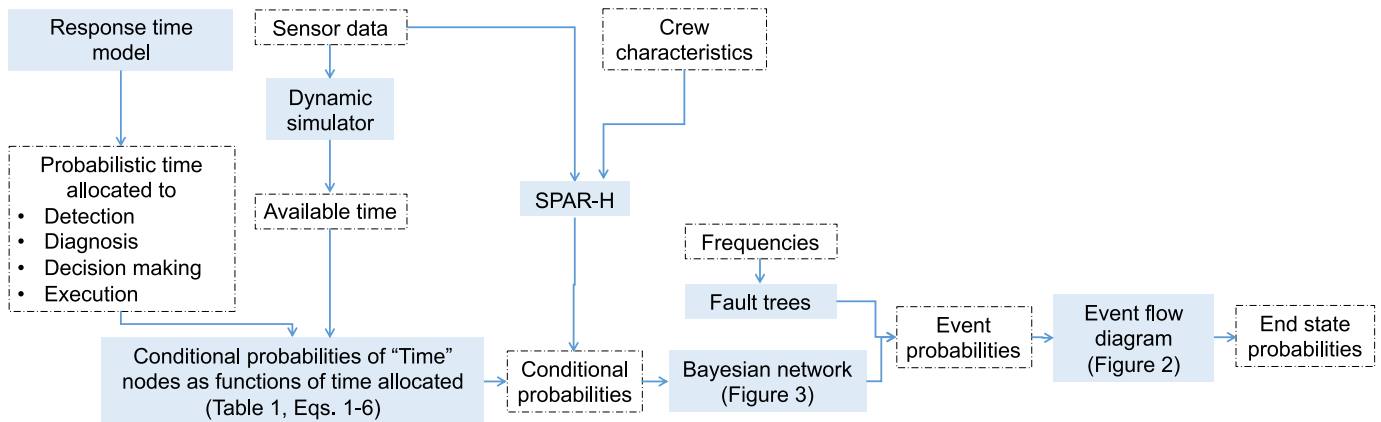 Response time
model
Sensor data
Crew
characteristics
Dynamic
simulator
Probabilistic time
allocated to
• Detection
• Diagnosis
• Decision making
• Execution
Available time
SPAR-H
Frequencies
Fault trees
Conditional probabilities of “Time”
nodes as functions of time allocated
(Table 1, Eqs. 1-6)
Conditional
probabilities
Bayesian network
(Figure 3)
Event
probabilities
Event flow
diagram
(Figure 2)
End state
probabilities